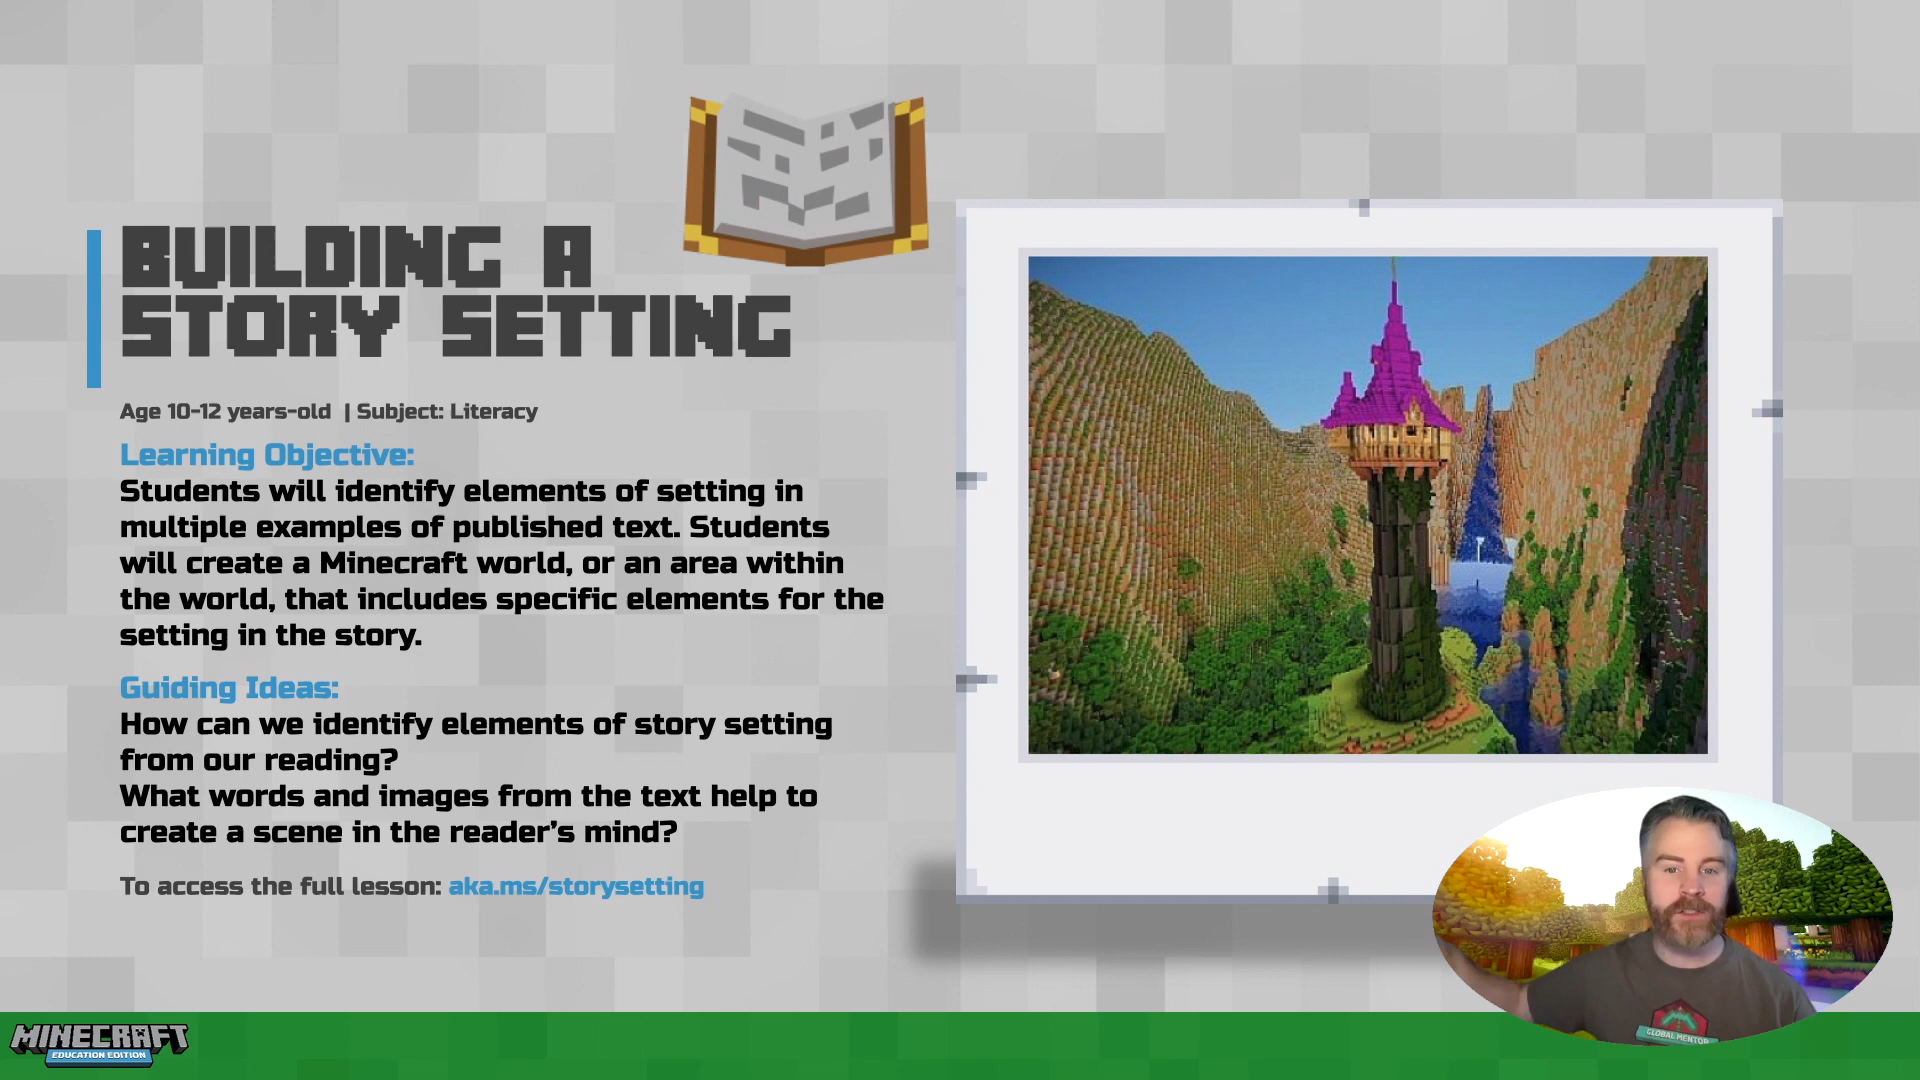 BUILDING A
STORY SETTING
Age 10-12 years-old | Subject: Literacy
Learning Objective:
Students will identify elements of setting in
multiple examples of published text. Students
will create a Minecraft world, or an area within
the world, that includes specific elements for the
setting in the story.
Guiding Ideas:
How can we identify elements of story setting
from our reading?
What words and images from the text help to
create a scene in the reader's mind?
To access the full lesson: aka.ms/storysetting
GLOBAL MENTOR
MINECRAFT
EDUCATION EDITION